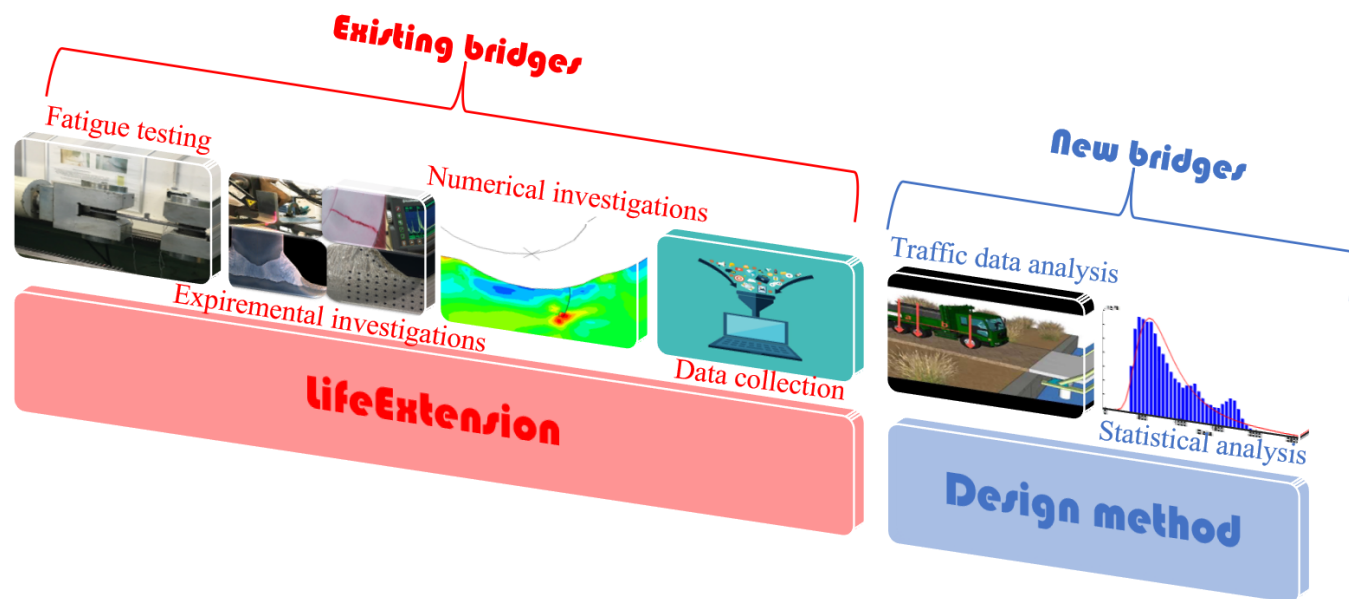 Existing bridges
Fatigue testing
Expiremental investigations
Numerical investigations
Data collection
LifeExtension
New bridges
Traffic data analysis
Statistical analysis
Design method